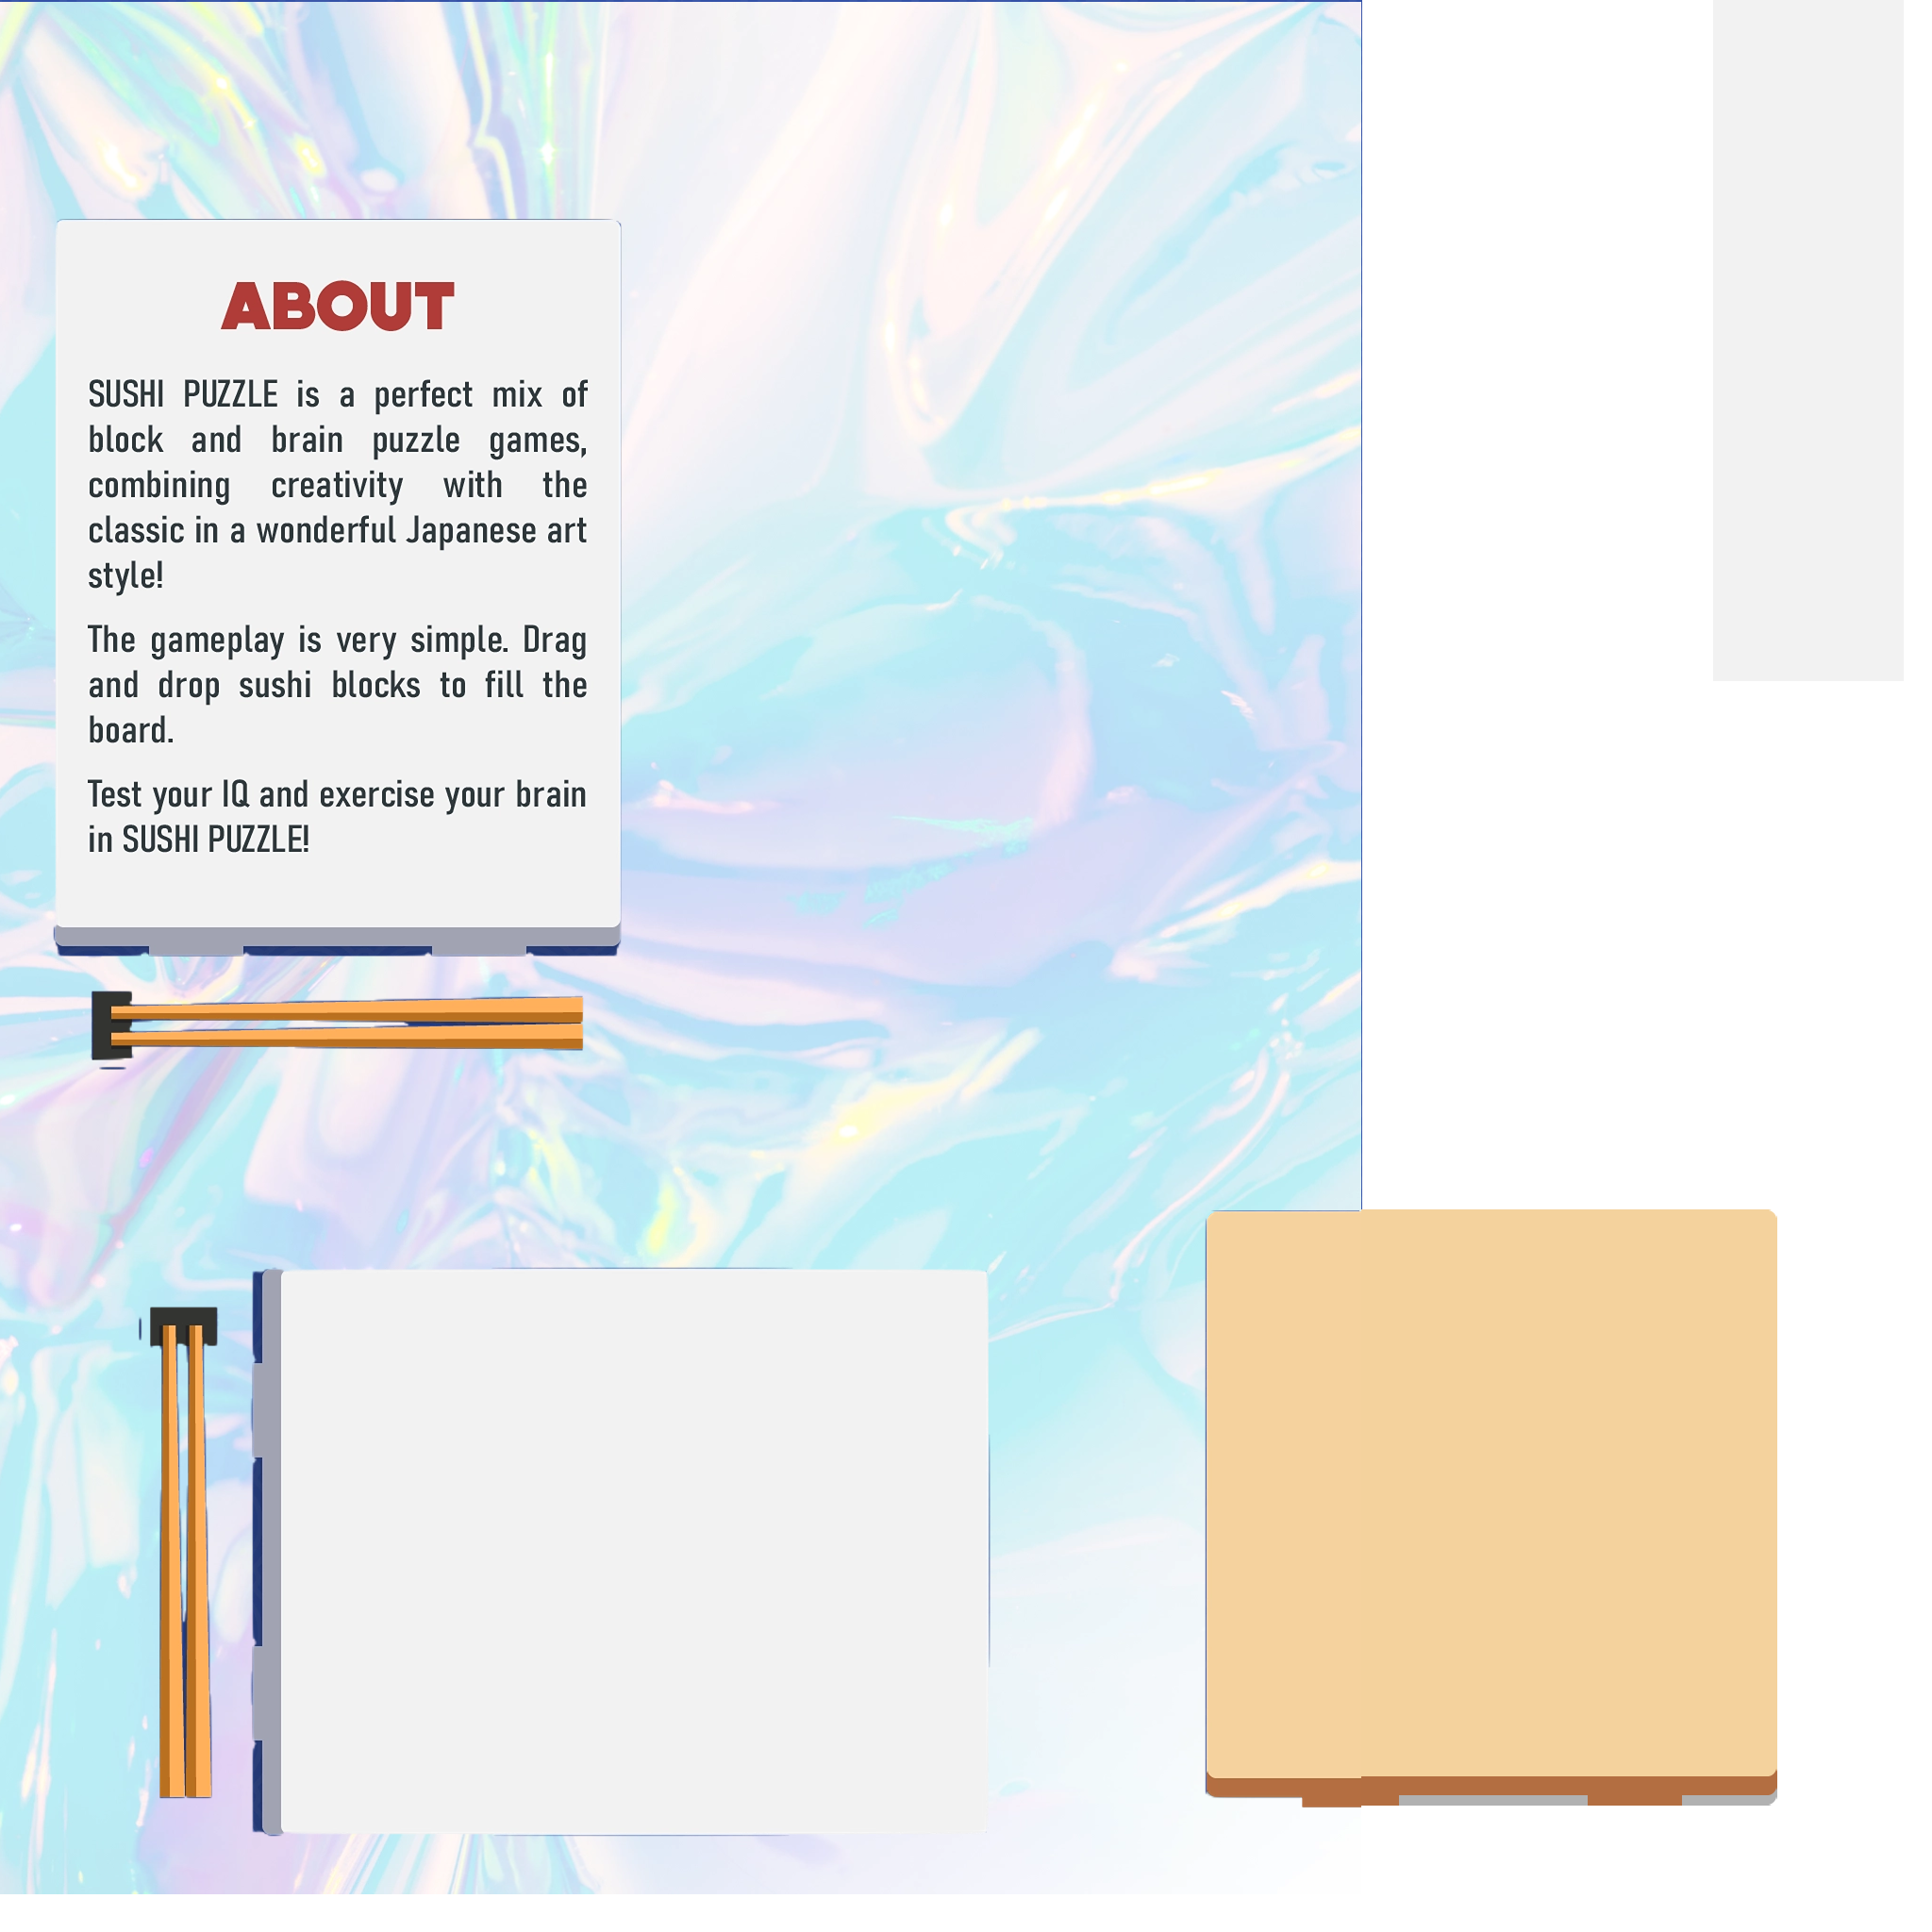 ABOUT
SUSHI PUZZLE is a perfect mix of
block and brain puzzle games,
combining creativity with the
classic in a wonderful Japanese art
style!
The gameplay is very simple. Drag
and drop sushi blocks to fill the
board.
Test your IQ and exercise your brain
in SUSHI PUZZLE!